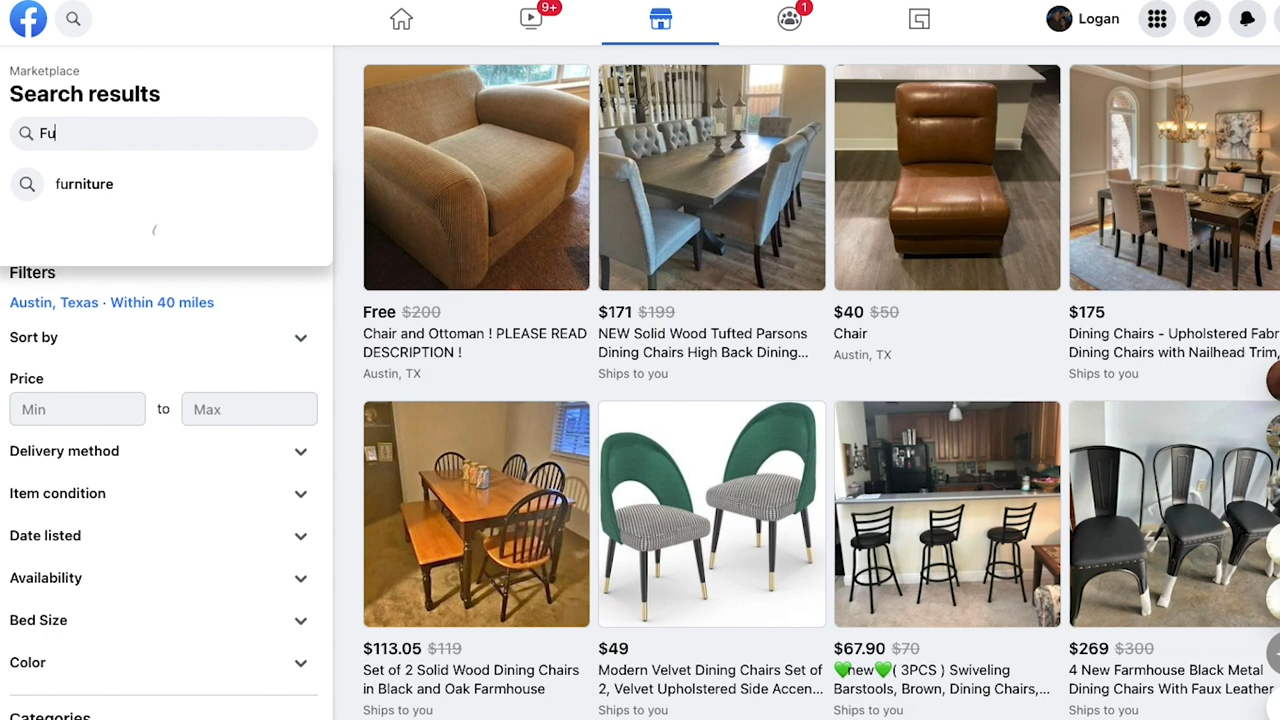 9+
1
Logan
Marketplace
Search results
Fu
furniture
Filters
Austin, Texas · Within 40 miles
Sort by
Price
Min
to
Max
Delivery method
Item condition
Date listed
Availability
Bed Size
Color
Categories
Free $200
Chair and Ottoman ! PLEASE READ
DESCRIPTION !
Austin, TX
$171 $199
NEW Solid Wood Tufted Parsons
Dining Chairs High Back Dining...
Ships to you
$40 $50
Chair
Austin, TX
$175
Dining Chairs - Upholstered Fabr
Dining Chairs with Nailhead Trim,
Ships to you
$113.05 $119
Set of 2 Solid Wood Dining Chairs
in Black and Oak Farmhouse
Ships to you
$49
Modern Velvet Dining Chairs Set of
2, Velvet Upholstered Side Accen...
Ships to you
$67.90 $70
💚new💚( 3PCS ) Swiveling
Barstools, Brown, Dining Chairs,...
Ships to you
$269 $300
4 New Farmhouse Black Metal
Dining Chairs With Faux Leather
Ships to you